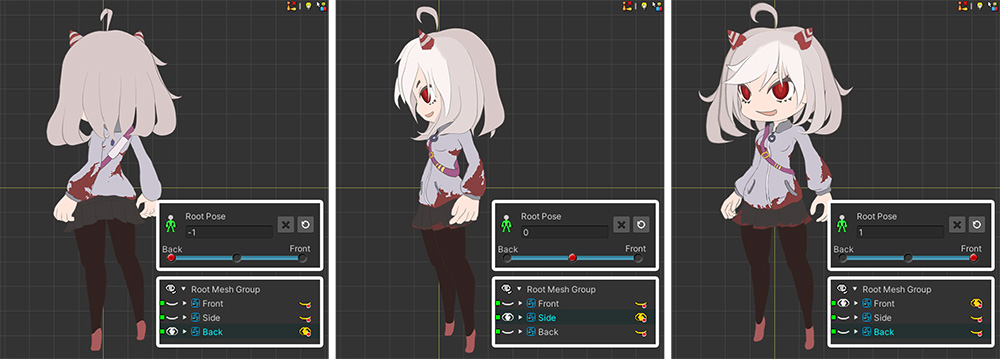 Root Pose
-1
Back Front
Root Mesh Group
Front
Side
Back
Root Pose
0
Back Front
Root Mesh Group
Front
Side
Back
Root Pose
1
Back Front
Root Mesh Group
Front
Side
Back